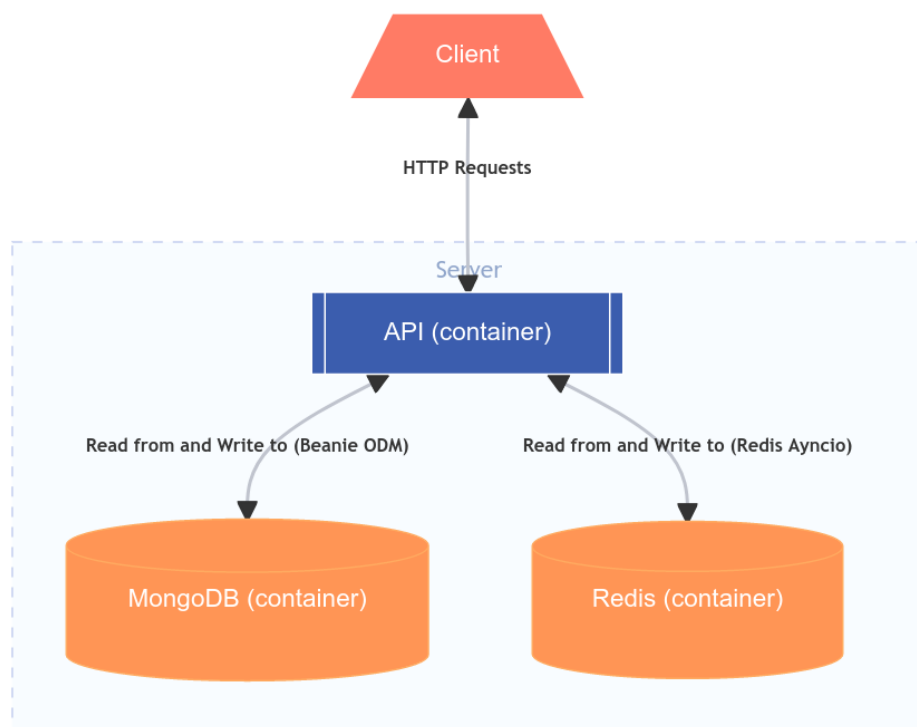 Client
HTTP Requests
Server
API (container)
Read from and Write to (Beanie ODM)
Read from and Write to (Redis Ayncio)
MongoDB (container)
Redis (container)